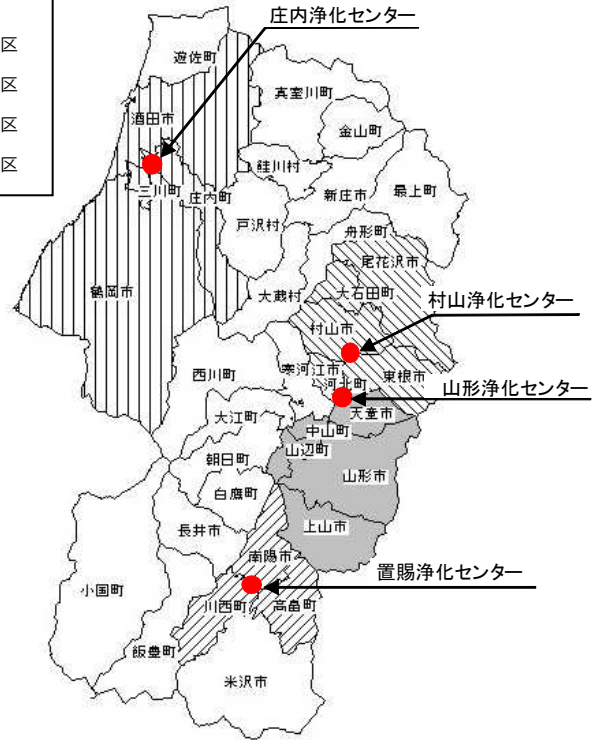 庄内浄化センター
区
区
区
区
遊佐町
真室川町
金山町
酒田市
鮭川村
三川町
庄内町
新庄市
最上町
戸沢村
舟形町
尾花沢市
鶴岡市
大蔵村
大石田町
村山浄化センター
村山市
寒河江市
西川町
河北町
東根市
山形浄化センター
天童市
大江町
中山町
山辺町
朝日町
山形市
白鷹町
上山市
長井市
南陽市
置賜浄化センター
小国町
川西町
高畠町
飯豊町
米沢市